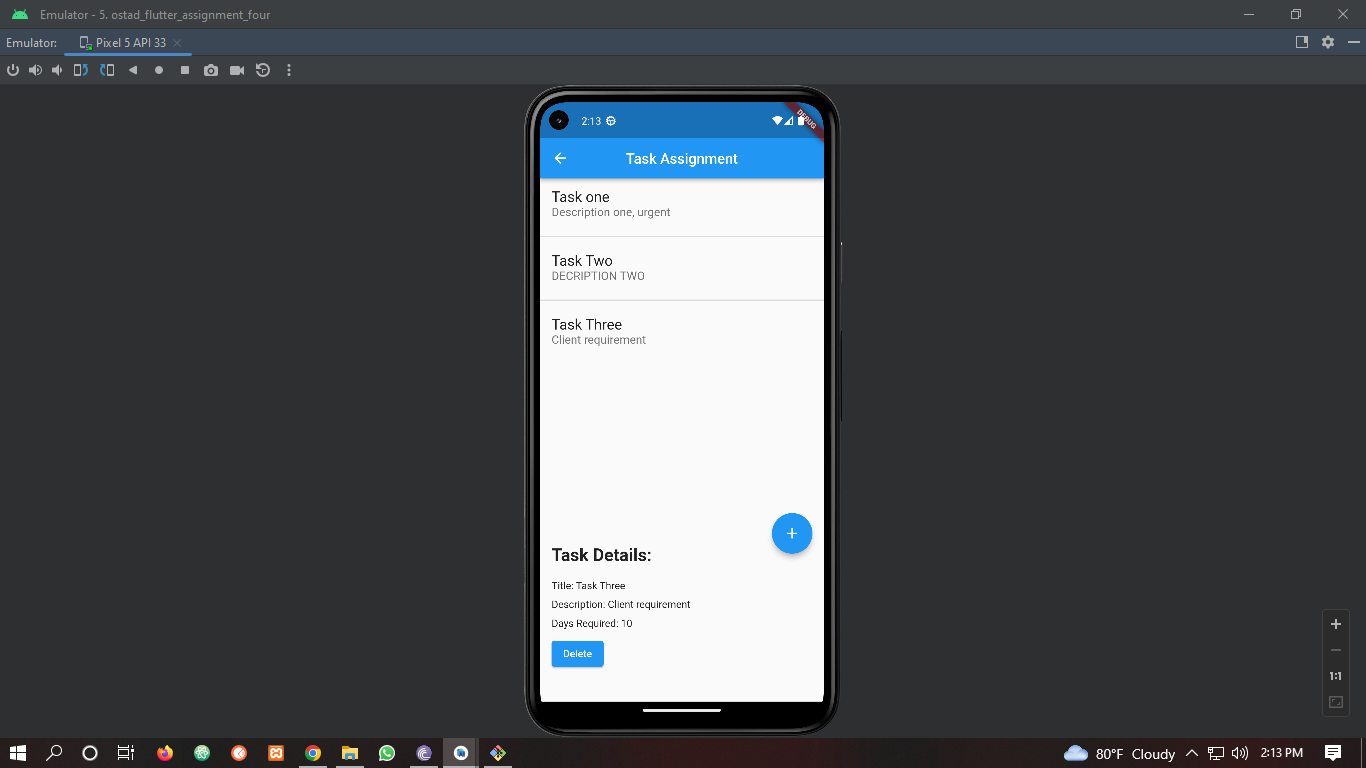 Emulator - 5. ostad_flutter_assignment_four
Emulator: Pixel 5 API 33
2:13
DEBUG
Task Assignment
Task one
Description one, urgent
Task Two
DECRIPTION TWO
Task Three
Client requirement
Task Details:
Title: Task Three
Description: Client requirement
Days Required: 10
Delete
1:1
80°F Cloudy
2:13 PM